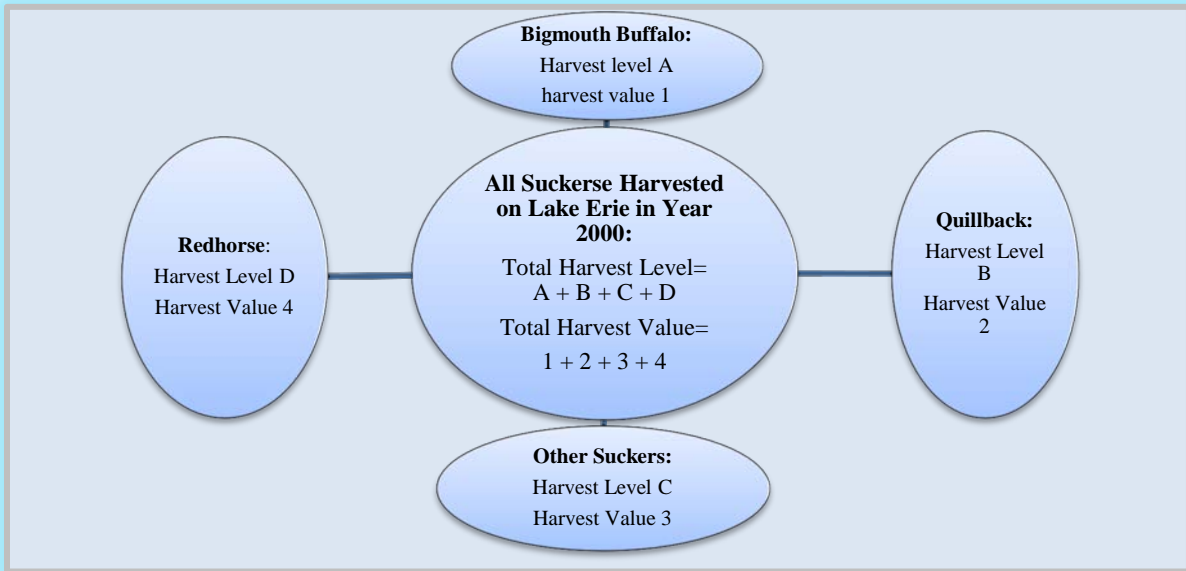 Bigmouth Buffalo:
Harvest level A
harvest value 1
All Suckerse Harvested
on Lake Erie in Year
2000:
Total Harvest Level=
A + B + C + D
Total Harvest Value=
1 + 2 + 3 + 4
Redhorse:
Harvest Level D
Harvest Value 4
Quillback:
Harvest Level
B
Harvest Value
2
Other Suckers:
Harvest Level C
Harvest Value 3